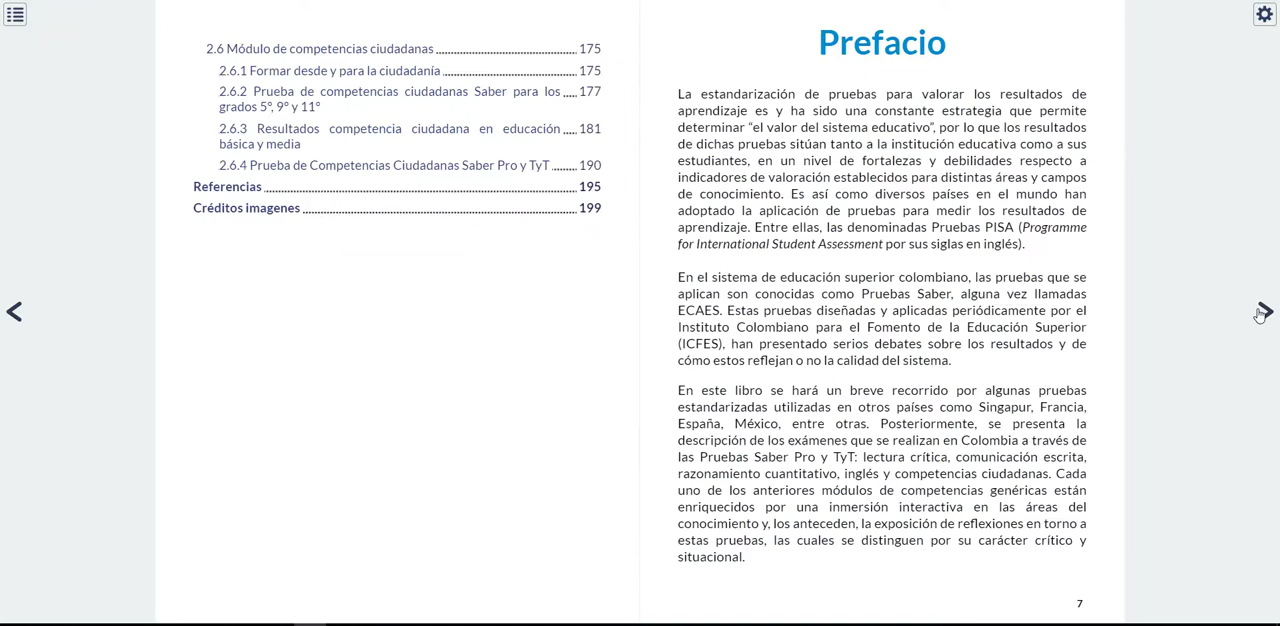 2.6 Módulo de competencias ciudadanas 175
2.6.1 Formar desde y para la ciudadanía 175
2.6.2 Prueba de competencias ciudadanas Saber para los 177
grados 5°, 9° y 11°
2.6.3 Resultados competencia ciudadana en educación 181
básica y media
2.6.4 Prueba de Competencias Ciudadanas Saber Pro y TyT 190
Referencias 195
Créditos imagenes 199
Prefacio
La estandarización de pruebas para valorar los resultados de
aprendizaje es y ha sido una constante estrategia que permite
determinar “el valor del sistema educativo”, por lo que los resultados
de dichas pruebas sitúan tanto a la institución educativa como a sus
estudiantes, en un nivel de fortalezas y debilidades respecto a
indicadores de valoración establecidos para distintas áreas y campos
de conocimiento. Es así como diversos países en el mundo han
adoptado la aplicación de pruebas para medir los resultados de
aprendizaje. Entre ellas, las denominadas Pruebas PISA (Programme
for International Student Assessment por sus siglas en inglés).
En el sistema de educación superior colombiano, las pruebas que se
aplican son conocidas como Pruebas Saber, alguna vez llamadas
ECAES. Estas pruebas diseñadas y aplicadas periódicamente por el
Instituto Colombiano para el Fomento de la Educación Superior
(ICFES), han presentado serios debates sobre los resultados y de
cómo estos reflejan o no la calidad del sistema.
En este libro se hará un breve recorrido por algunas pruebas
estandarizadas utilizadas en otros países como Singapur, Francia,
España, México, entre otras. Posteriormente, se presenta la
descripción de los exámenes que se realizan en Colombia a través de
las Pruebas Saber Pro y TyT: lectura crítica, comunicación escrita,
razonamiento cuantitativo, inglés y competencias ciudadanas. Cada
uno de los anteriores módulos de competencias genéricas están
enriquecidos por una inmersión interactiva en las áreas del
conocimiento y, los anteceden, la exposición de reflexiones en torno a
estas pruebas, las cuales se distinguen por su carácter crítico y
situacional.
7